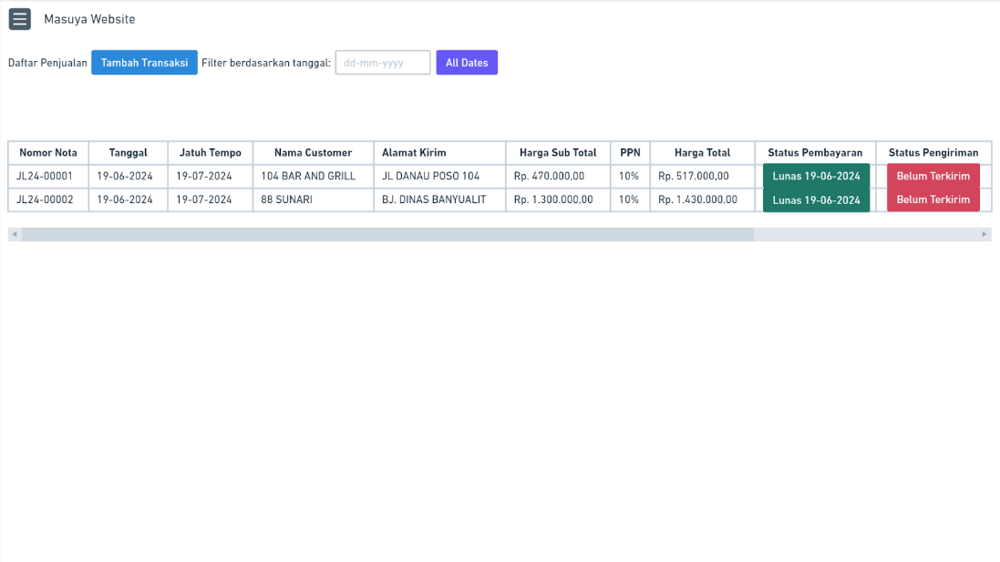 Masuya Website
Daftar Penjualan Tambah Transaksi Filter berdasarkan tanggal: dd-mm-yyyy All Dates
Nomor Nota Tanggal Jatuh Tempo Nama Customer Alamat Kirim Harga Sub Total PPN Harga Total Status Pembayaran Status Pengiriman
JL24-00001 19-06-2024 19-07-2024 104 BAR AND GRILL JL DANAU POSO 104 Rp. 470.000,00 10% Rp. 517.000,00 Lunas 19-06-2024 Belum Terkirim
JL24-00002 19-06-2024 19-07-2024 88 SUNARI BJ. DINAS BANYUALIT Rp. 1.300.000,00 10% Rp. 1.430.000,00 Lunas 19-06-2024 Belum Terkirim